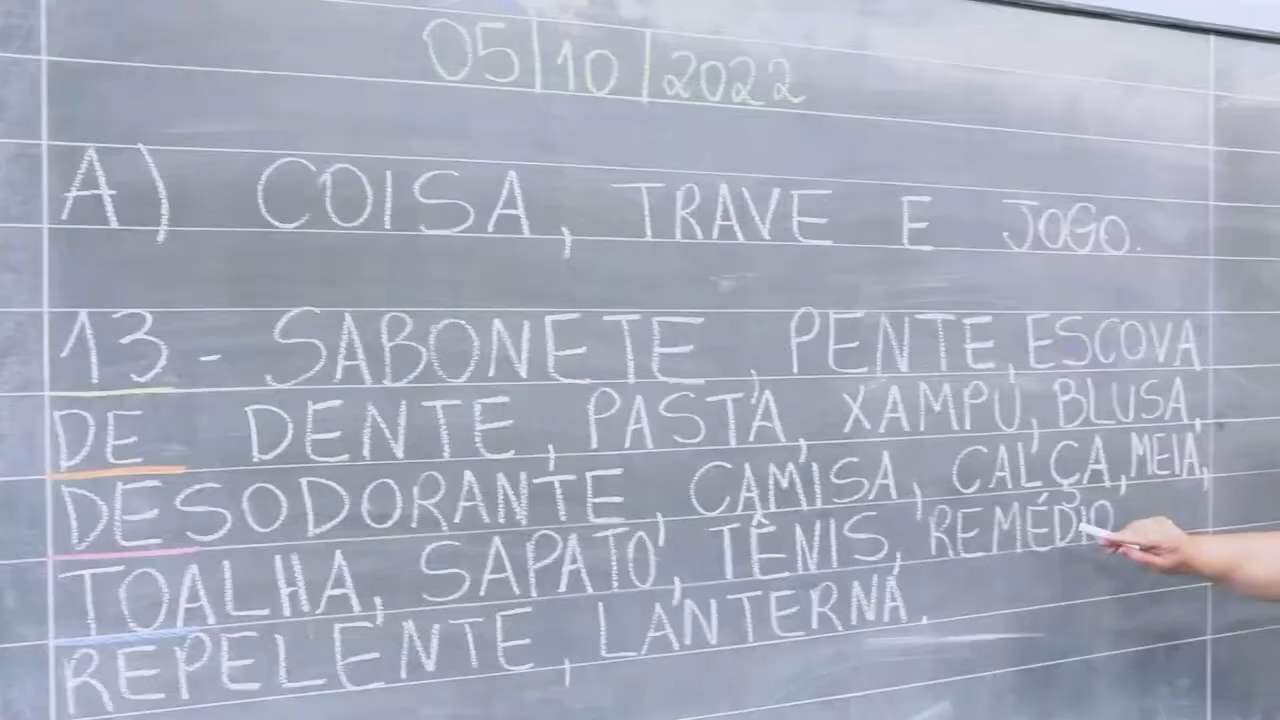 05|10|2022
A) COISA, TRAVE E JOGO.
13 - SABONETE, PENTE, ESCOVA
DE DENTE, PASTA, XAMPU, BLUSA,
DESODORANTE, CAMISA, CALÇA, MEIA,
TOALHA, SAPATO, TÊNIS, REMÉDIO
REPELENTE, LANTERNA.